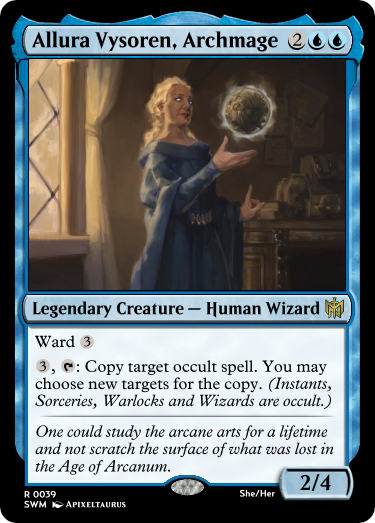 Allura Vysoren, Archmage 2
Legendary Creature — Human Wizard
Ward 3
3, : Copy target occult spell. You may
choose new targets for the copy. (Instants,
Sorceries, Warlocks and Wizards are occult.)
One could study the arcane arts for a lifetime
and not scratch the surface of what was lost in
the Age of Arcanum.
2/4
R 0039
SWM Apixeltaurus
She/Her